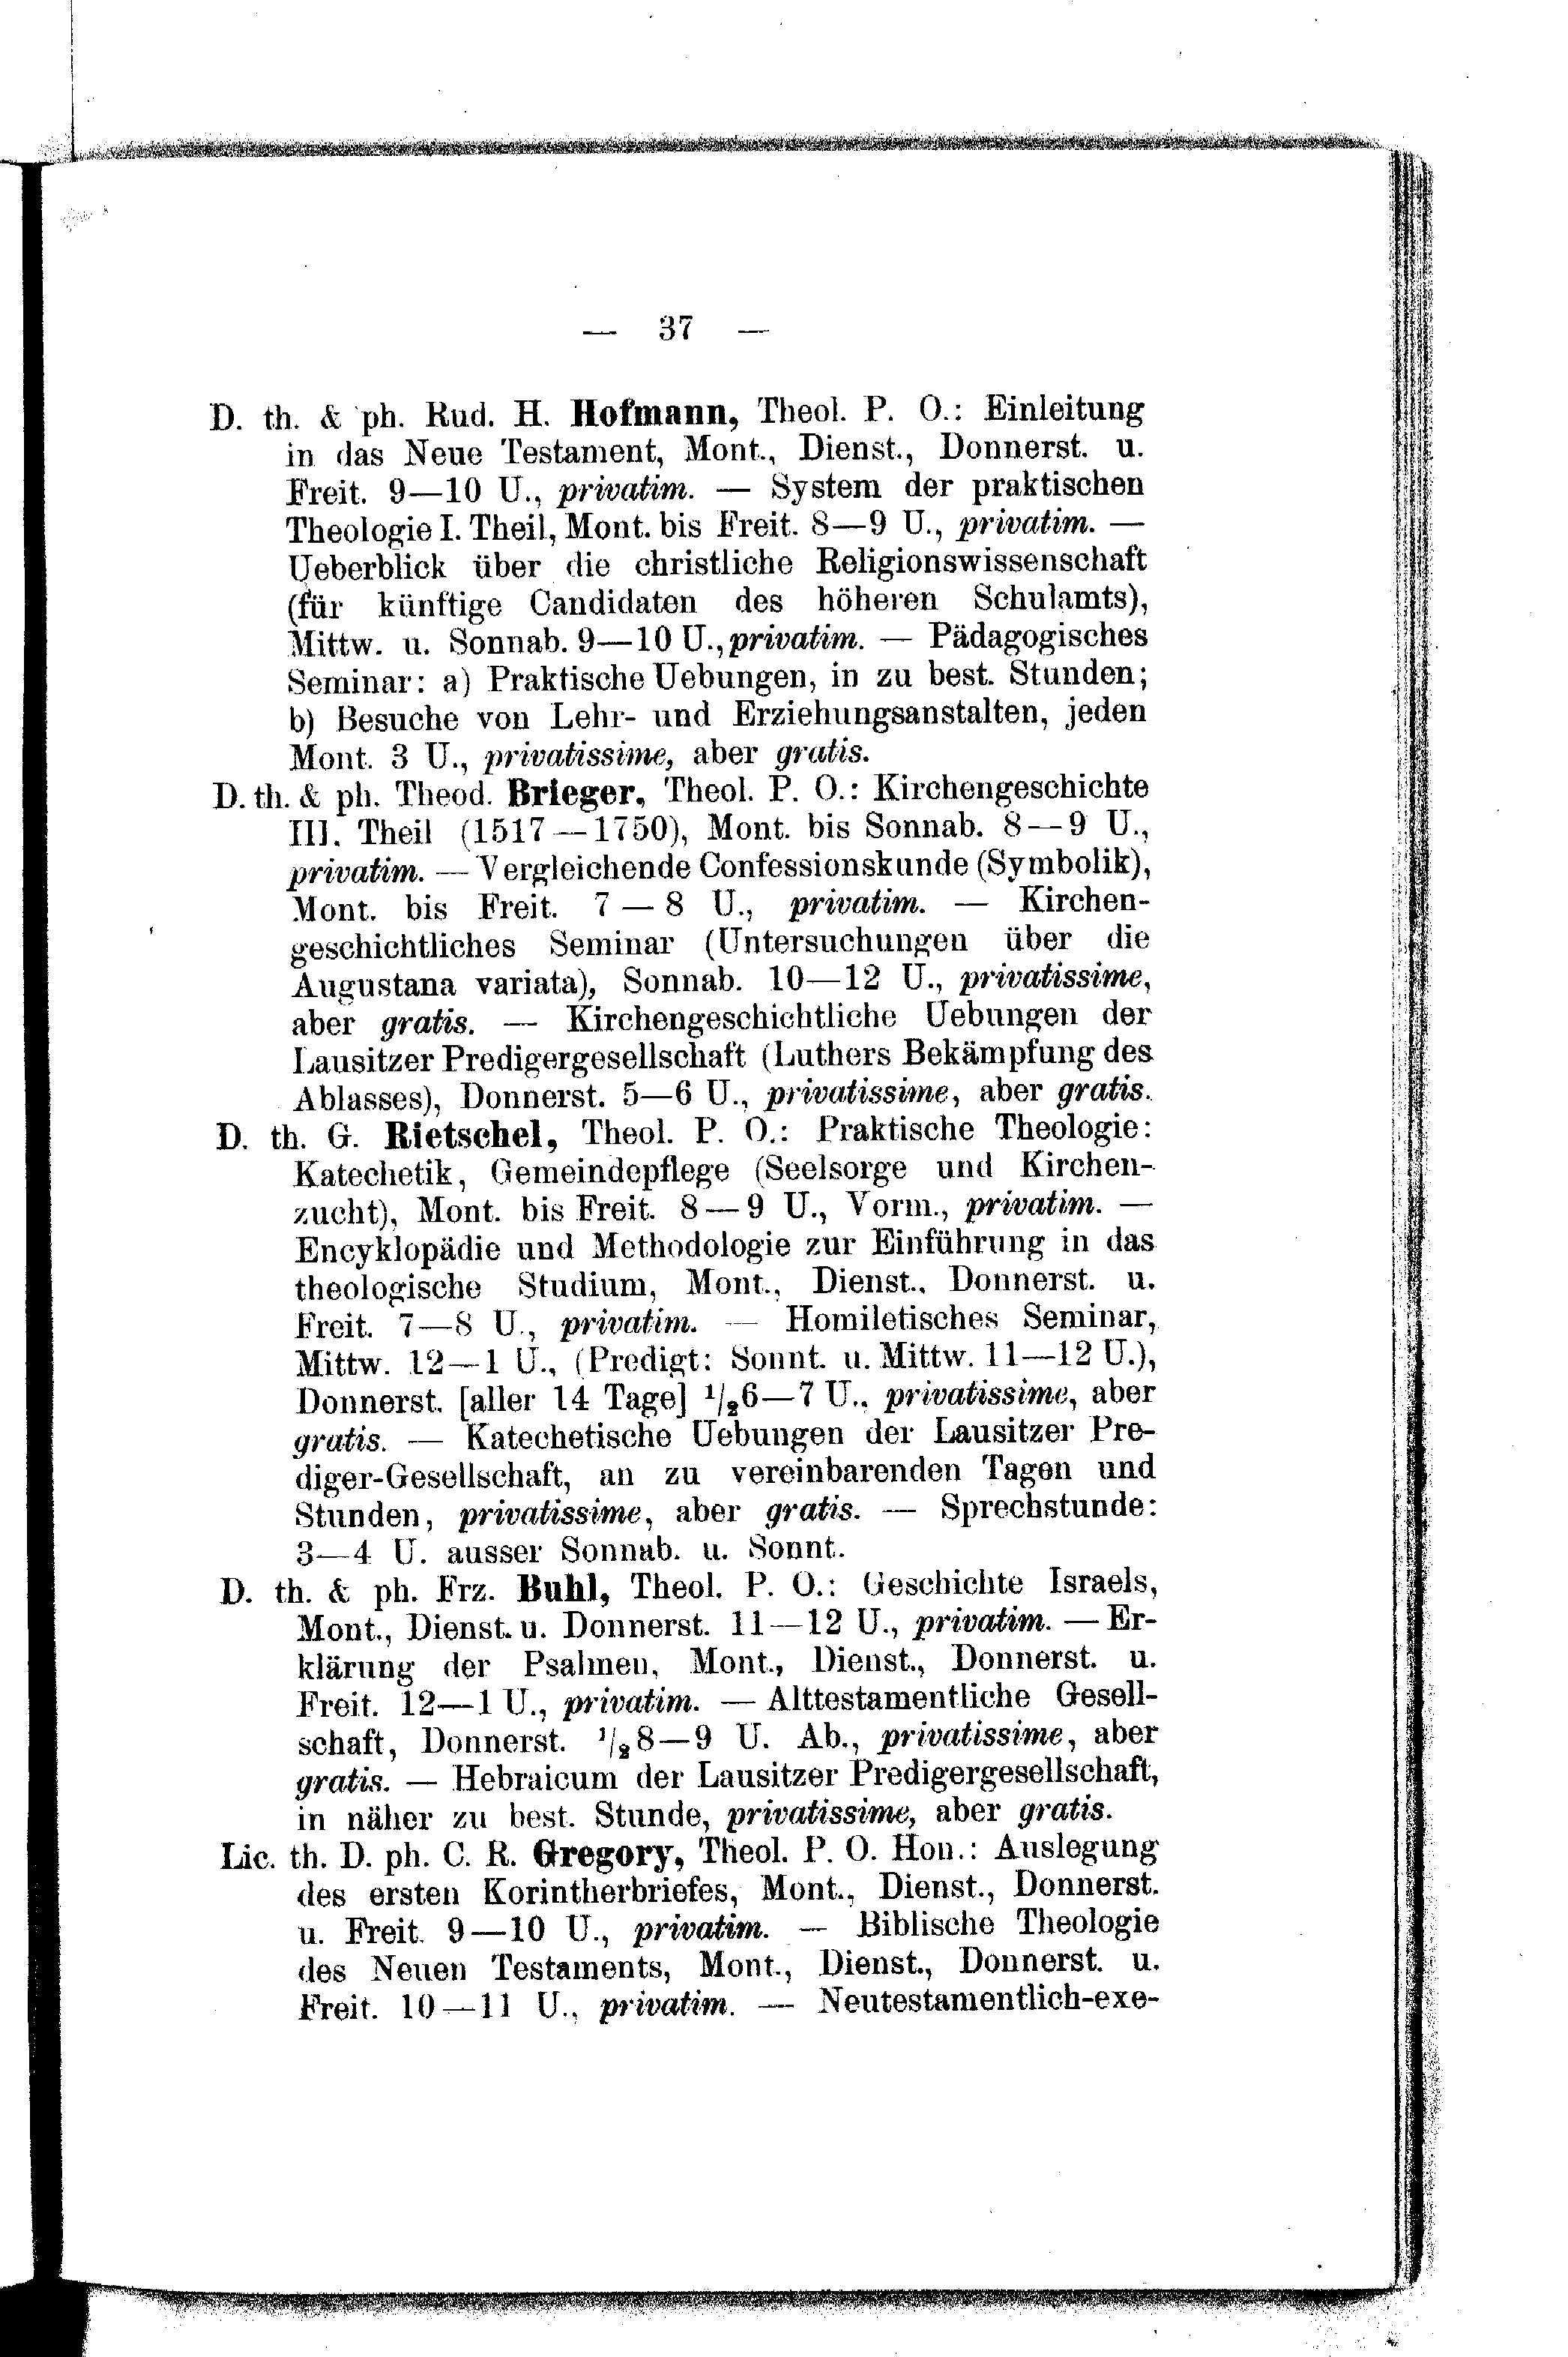 — 37 —
D. th. & ph. Rud. H. Hofmann, Theol. P. O.: Einleitung
in das Neue Testament, Mont., Dienst., Donnerst. u.
Freit. 9—10 U., privatim. — System der praktischen
Theologie I. Theil, Mont. bis Freit. 8—9 U., privatim. —
Ueberblick über die christliche Religionswissenschaft
(für künftige Candidaten des höheren Schulamts),
Mittw. u. Sonnab. 9—10 U., privatim. — Pädagogisches
Seminar: a) Praktische Uebungen, in zu best. Stunden;
b) Besuche von Lehr- und Erziehungsanstalten, jeden
Mont. 3 U., privatissime, aber gratis.
D. th. & ph. Theod. Brieger, Theol. P. O.: Kirchengeschichte
III. Theil (1517—1750), Mont. bis Sonnab. 8—9 U.,
privatim. — Vergleichende Confessionskunde (Symbolik),
Mont. bis Freit. 7—8 U., privatim. — Kirchen-
geschichtliches Seminar (Untersuchungen über die
Augustana variata), Sonnab. 10—12 U., privatissime,
aber gratis. — Kirchengeschichtliche Uebungen der
Lausitzer Predigergesellschaft (Luthers Bekämpfung des
Ablasses), Donnerst. 5—6 U., privatissime, aber gratis.
D. th. G. Rietschel, Theol. P. O.: Praktische Theologie:
Katechetik, Gemeindepflege (Seelsorge und Kirchen-
zucht), Mont. bis Freit. 8—9 U., Vorm., privatim. —
Encyklopädie und Methodologie zur Einführung in das
theologische Studium, Mont., Dienst., Donnerst. u.
Freit. 7—8 U., privatim. — Homiletisches Seminar,
Mittw. 12—1 U., (Predigt: Sonnt. u. Mittw. 11—12 U.),
Donnerst. [aller 14 Tage] 1/26—7 U., privatissime, aber
gratis. — Katechetische Uebungen der Lausitzer Pre-
diger-Gesellschaft, an zu vereinbarenden Tagen und
Stunden, privatissime, aber gratis. — Sprechstunde:
3—4 U. ausser Sonnab. u. Sonnt.
D. th. & ph. Frz. Buhl, Theol. P. O.: Geschichte Israels,
Mont., Dienst. u. Donnerst. 11—12 U., privatim. — Er-
klärung der Psalmen, Mont., Dienst., Donnerst. u.
Freit. 12—1 U., privatim. — Alttestamentliche Gesell-
schaft, Donnerst. 1/28—9 U. Ab., privatissime, aber
gratis. — Hebraicum der Lausitzer Predigergesellschaft,
in näher zu best. Stunde, privatissime, aber gratis.
Lic. th. D. ph. C. R. Gregory, Theol. P. O. Hon.: Auslegung
des ersten Korintherbriefes, Mont., Dienst., Donnerst.
u. Freit. 9—10 U., privatim. — Biblische Theologie
des Neuen Testaments, Mont., Dienst., Donnerst. u.
Freit. 10—11 U., privatim. — Neutestamentlich-exe-